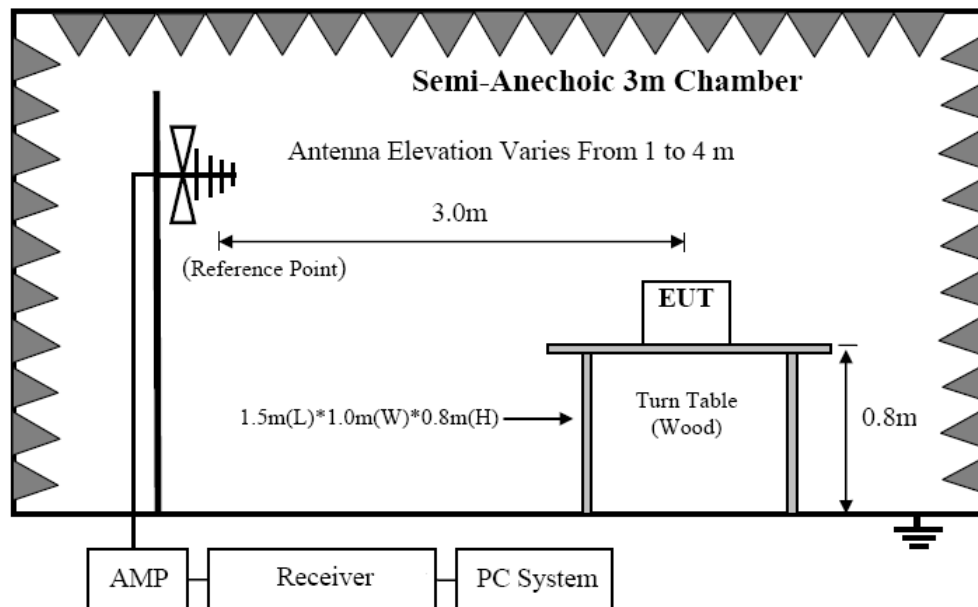 Semi-Anechoic 3m Chamber
Antenna Elevation Varies From 1 to 4 m
3.0m
(Reference Point)
EUT
1.5m(L)*1.0m(W)*0.8m(H)
Turn Table
(Wood)
0.8m
AMP
Receiver
PC System